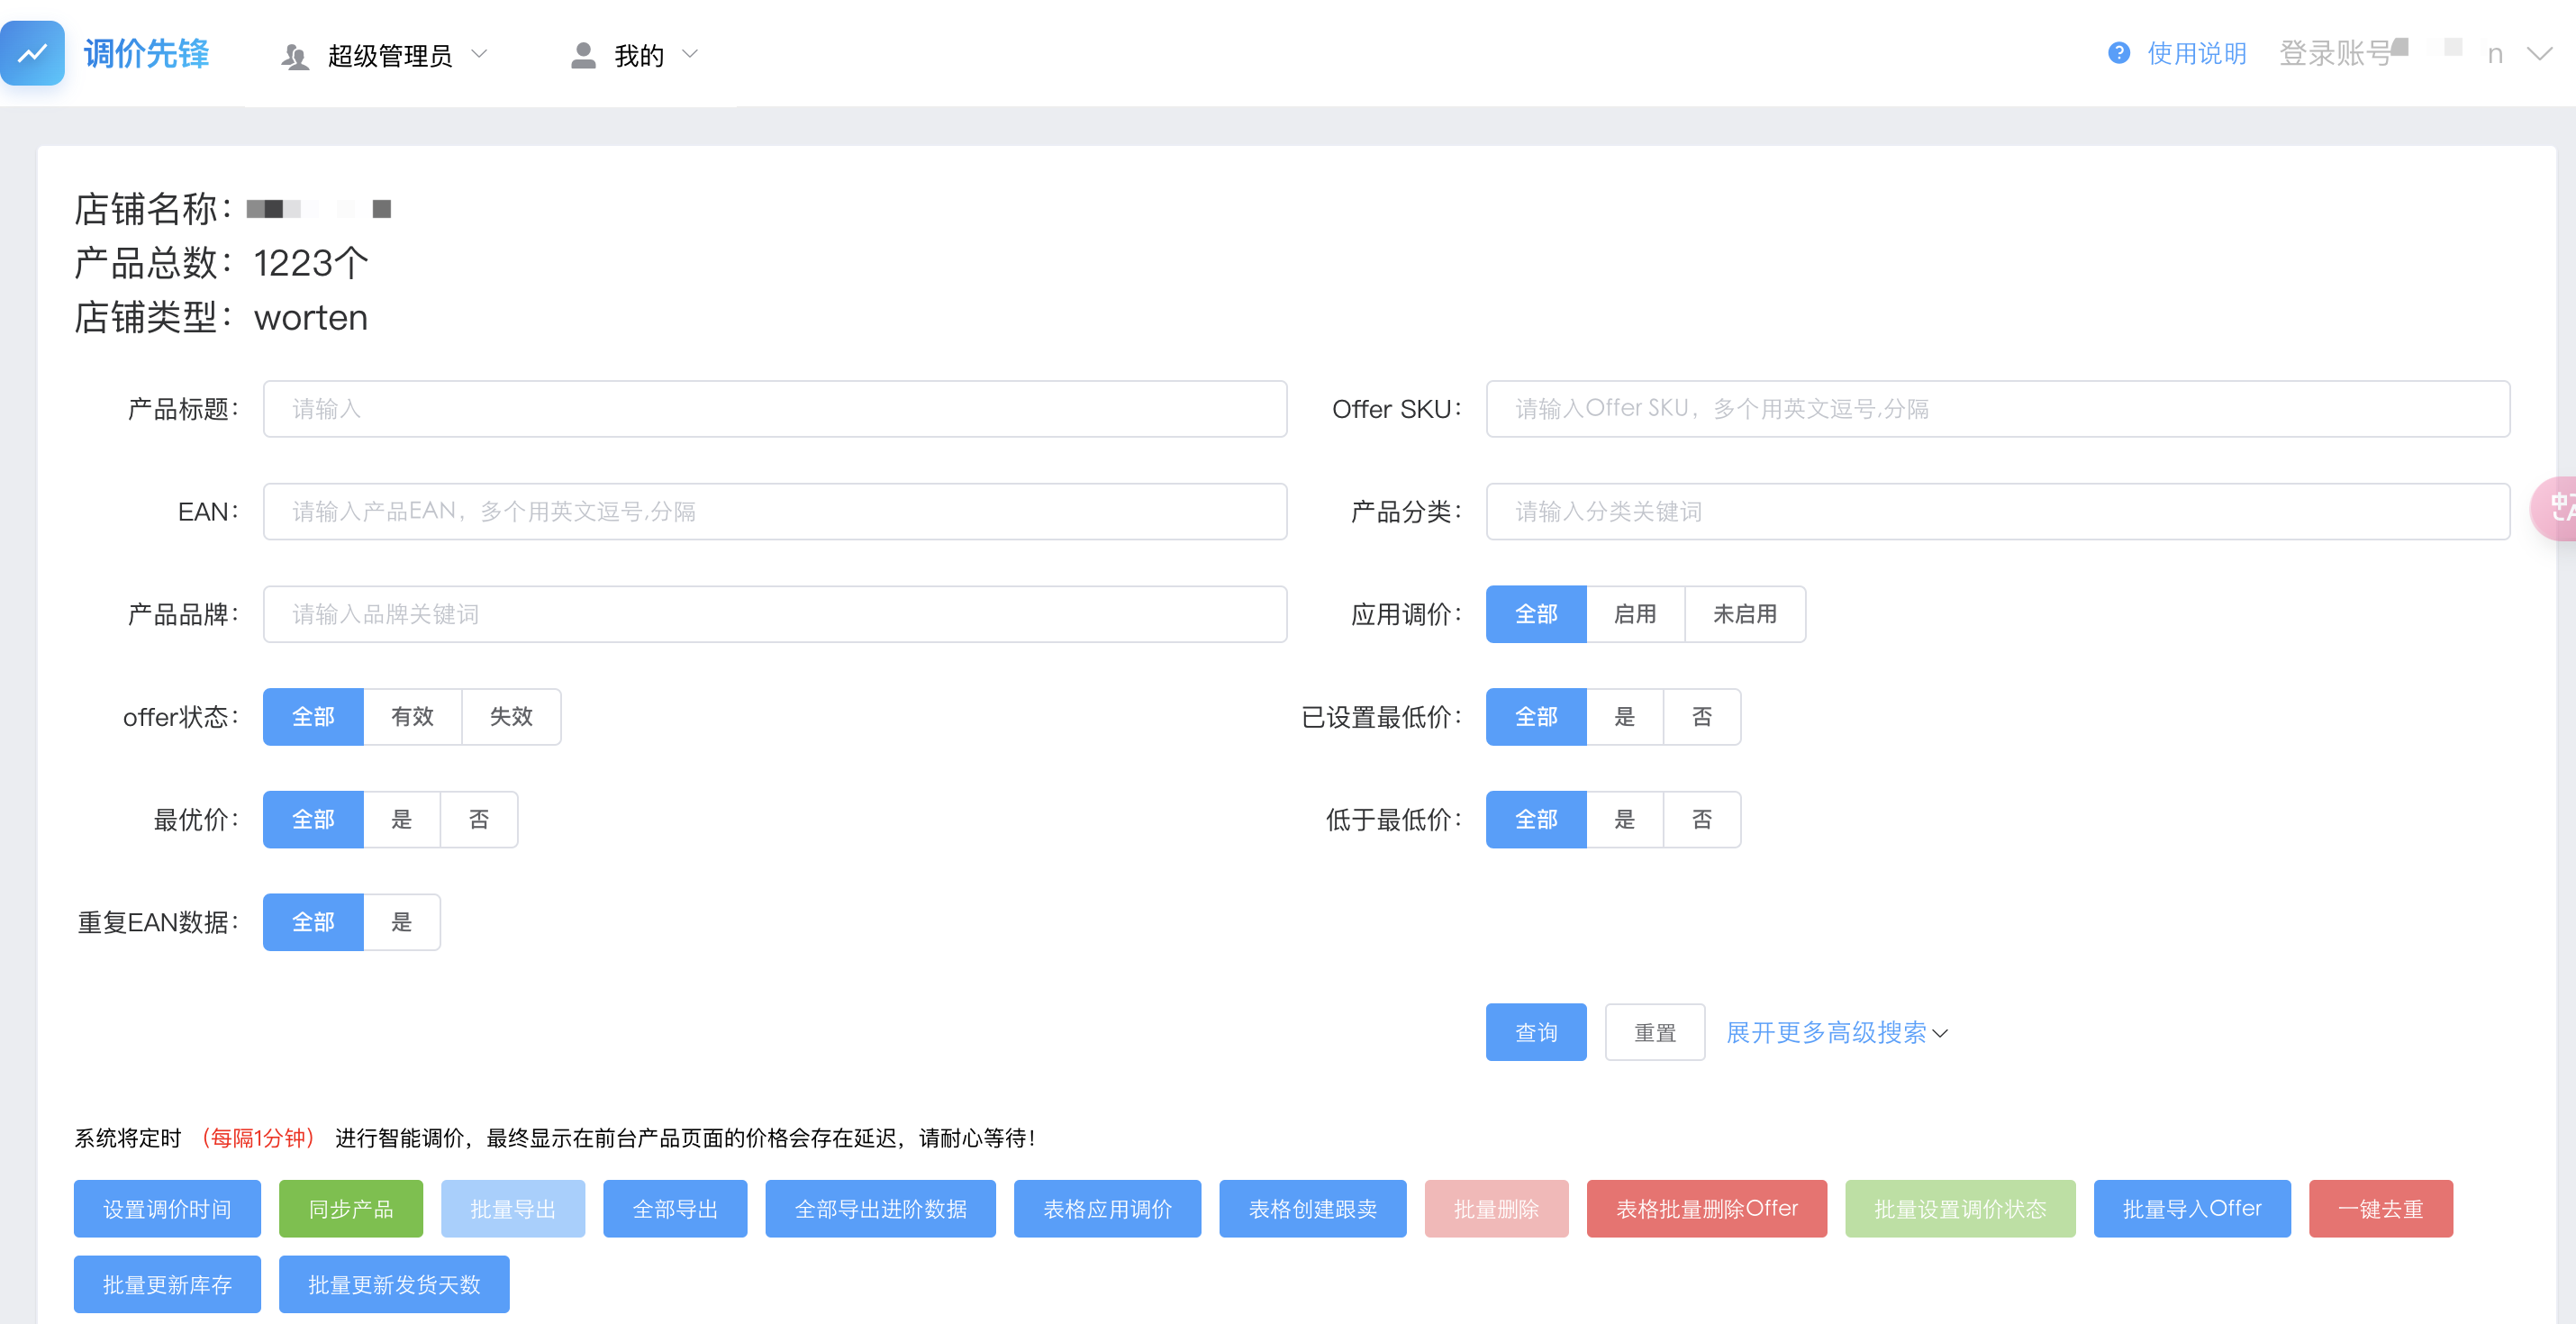 调价先锋 超级管理员 我的 使用说明 登录账号 n
店铺名称：
产品总数：1223个
店铺类型：worten
产品标题： 请输入 Offer SKU： 请输入Offer SKU，多个用英文逗号,分隔
EAN： 请输入产品EAN，多个用英文逗号,分隔 产品分类： 请输入分类关键词
产品品牌： 请输入品牌关键词 应用调价： 全部 启用 未启用
offer状态： 全部 有效 失效 已设置最低价： 全部 是 否
最优价： 全部 是 否 低于最低价： 全部 是 否
重复EAN数据： 全部 是
查询 重置 展开更多高级搜索
系统将定时 （每隔1分钟） 进行智能调价，最终显示在前台产品页面的价格会存在延迟，请耐心等待！
设置调价时间 同步产品 批量导出 全部导出 全部导出进阶数据 表格应用调价 表格创建跟卖 批量删除 表格批量删除Offer 批量设置调价状态 批量导入Offer 一键去重
批量更新库存 批量更新发货天数